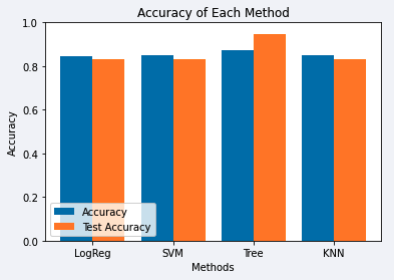 Accuracy of Each Method
1.0
0.8
0.6
0.4
0.2
0.0
Accuracy
Accuracy
Test Accuracy
LogReg SVM Tree KNN
Methods